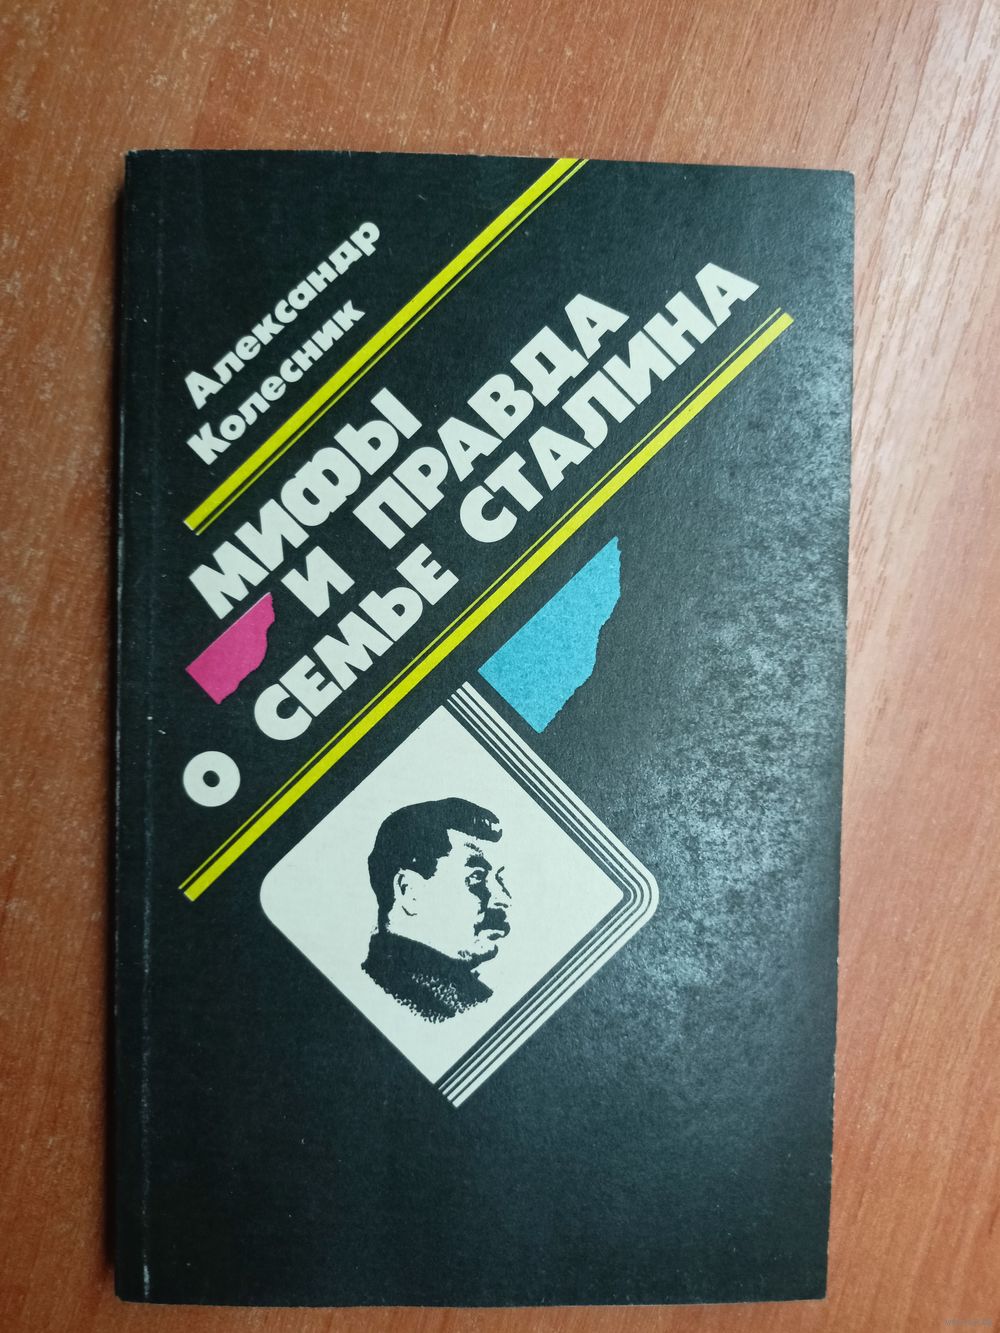 Александр
Колесник
МИФЫ
И ПРАВДА
О СЕМЬЕ СТАЛИНА